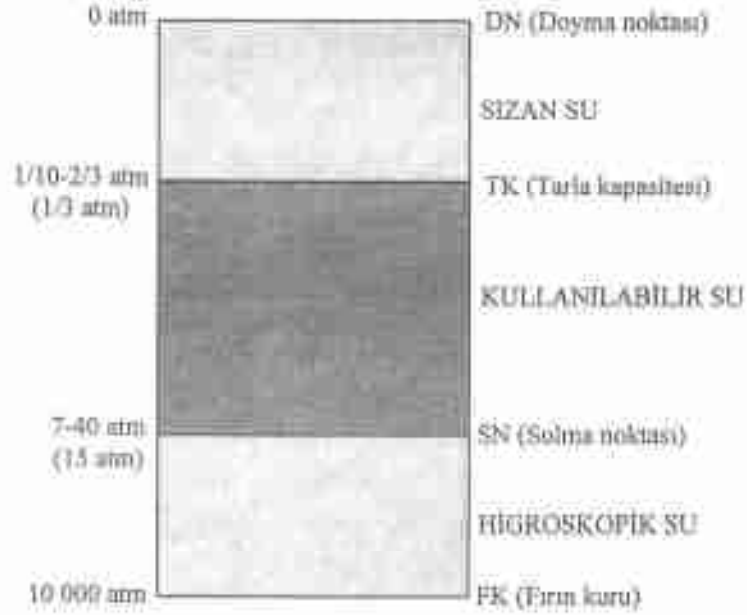 0 atm
DN (Doyma noktası)
SIZAN SU
1/10-2/3 atm
(1/3 atm)
TK (Tarla kapasitesi)
KULLANILABİLİR SU
7-40 atm
(15 atm)
SN (Solma noktası)
HİGROSKOPİK SU
10 000 atm
FK (Fırın kuru)